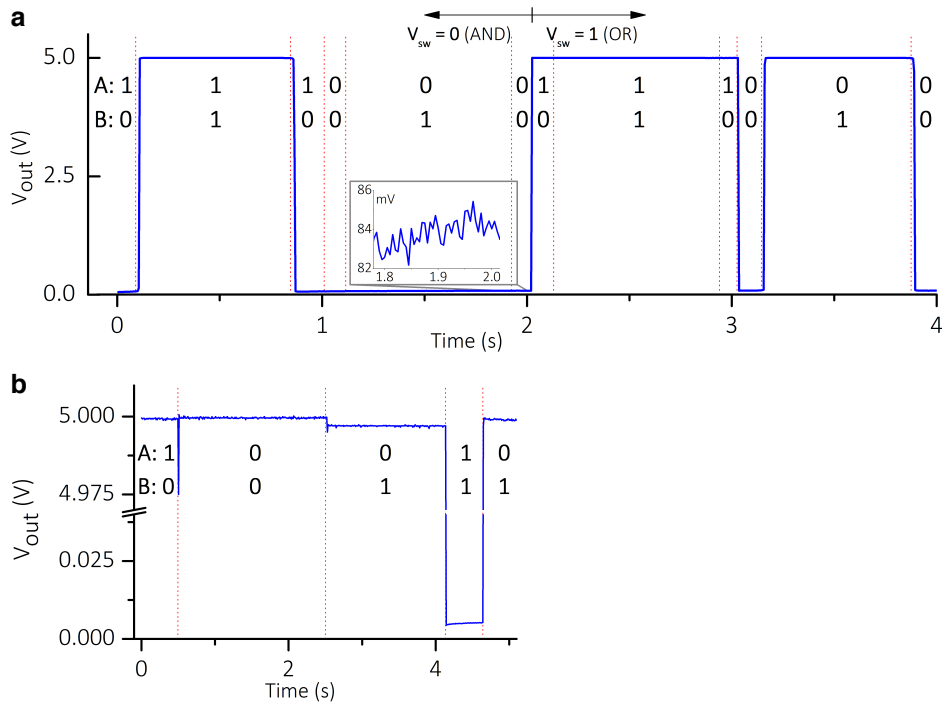 a
V_sw = 0 (AND) V_sw = 1 (OR)
5.0
A: 1 1 1 0 0 0 1 1 1 0 0 0
B: 0 1 0 0 1 0 0 1 0 0 1 0
V_out (V)
2.5
86
mV
84
82
1.8 1.9 2.0
0.0
0 1 2 3 4
Time (s)
b
5.000
A: 1 0 0 1 0
B: 0 0 1 1 1
4.975
V_out (V)
0.025
0.000
0 2 4
Time (s)